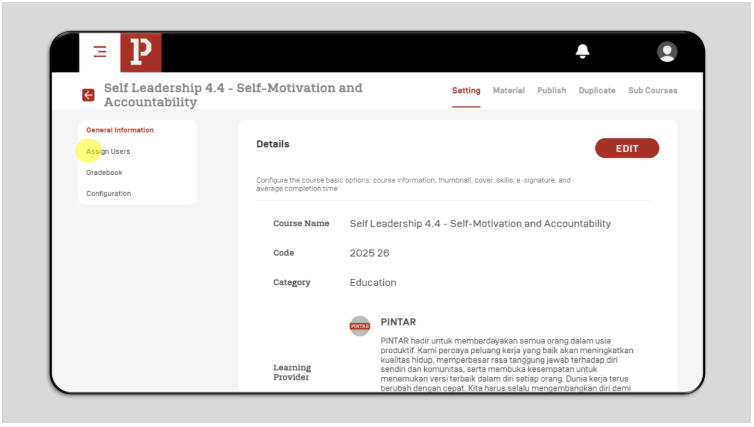 Self Leadership 4.4 - Self-Motivation and
Accountability
Setting Material Publish Duplicate Sub Courses
General Information
Assign Users
Gradebook
Configuration
Details
EDIT
Configure the course basic options: course information, thumbnail, cover, skills, e-signature, and
average completion time
Course Name Self Leadership 4.4 - Self-Motivation and Accountability
Code 2025 26
Category Education
PINTAR
PINTAR
PINTAR hadir untuk memberdayakan semua orang dalam usia
produktif. Kami percaya peluang kerja yang baik akan meningkatkan
kualitas hidup, memperbesar rasa tanggung jawab terhadap diri
Learning
Provider
sendiri dan komunitas, serta membuka kesempatan untuk
menemukan versi terbaik dalam diri setiap orang. Dunia kerja terus
berubah dengan cepat. Kita harus selalu mengembangkan diri demi